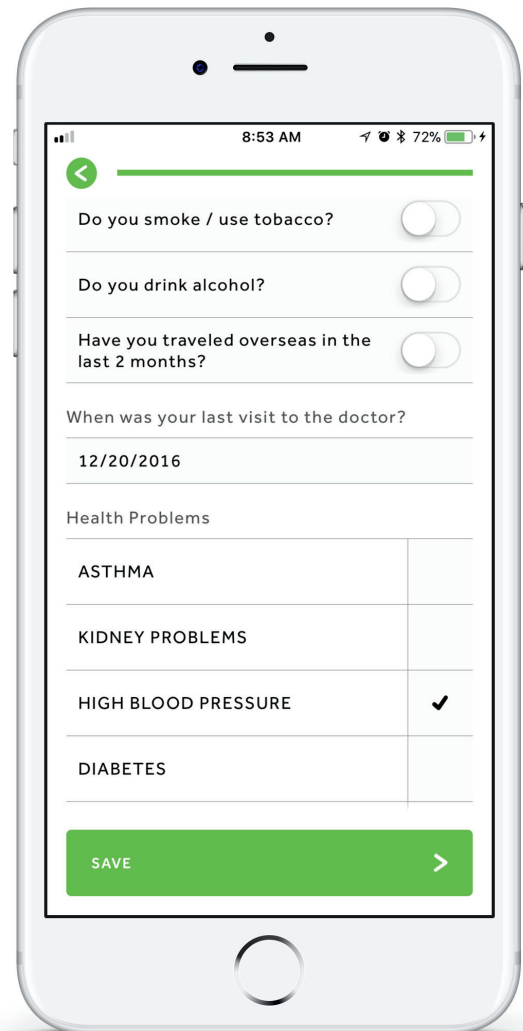 8:53 AM
72%
Do you smoke / use tobacco?
Do you drink alcohol?
Have you traveled overseas in the
last 2 months?
When was your last visit to the doctor?
12/20/2016
Health Problems
ASTHMA
KIDNEY PROBLEMS
HIGH BLOOD PRESSURE
DIABETES
SAVE